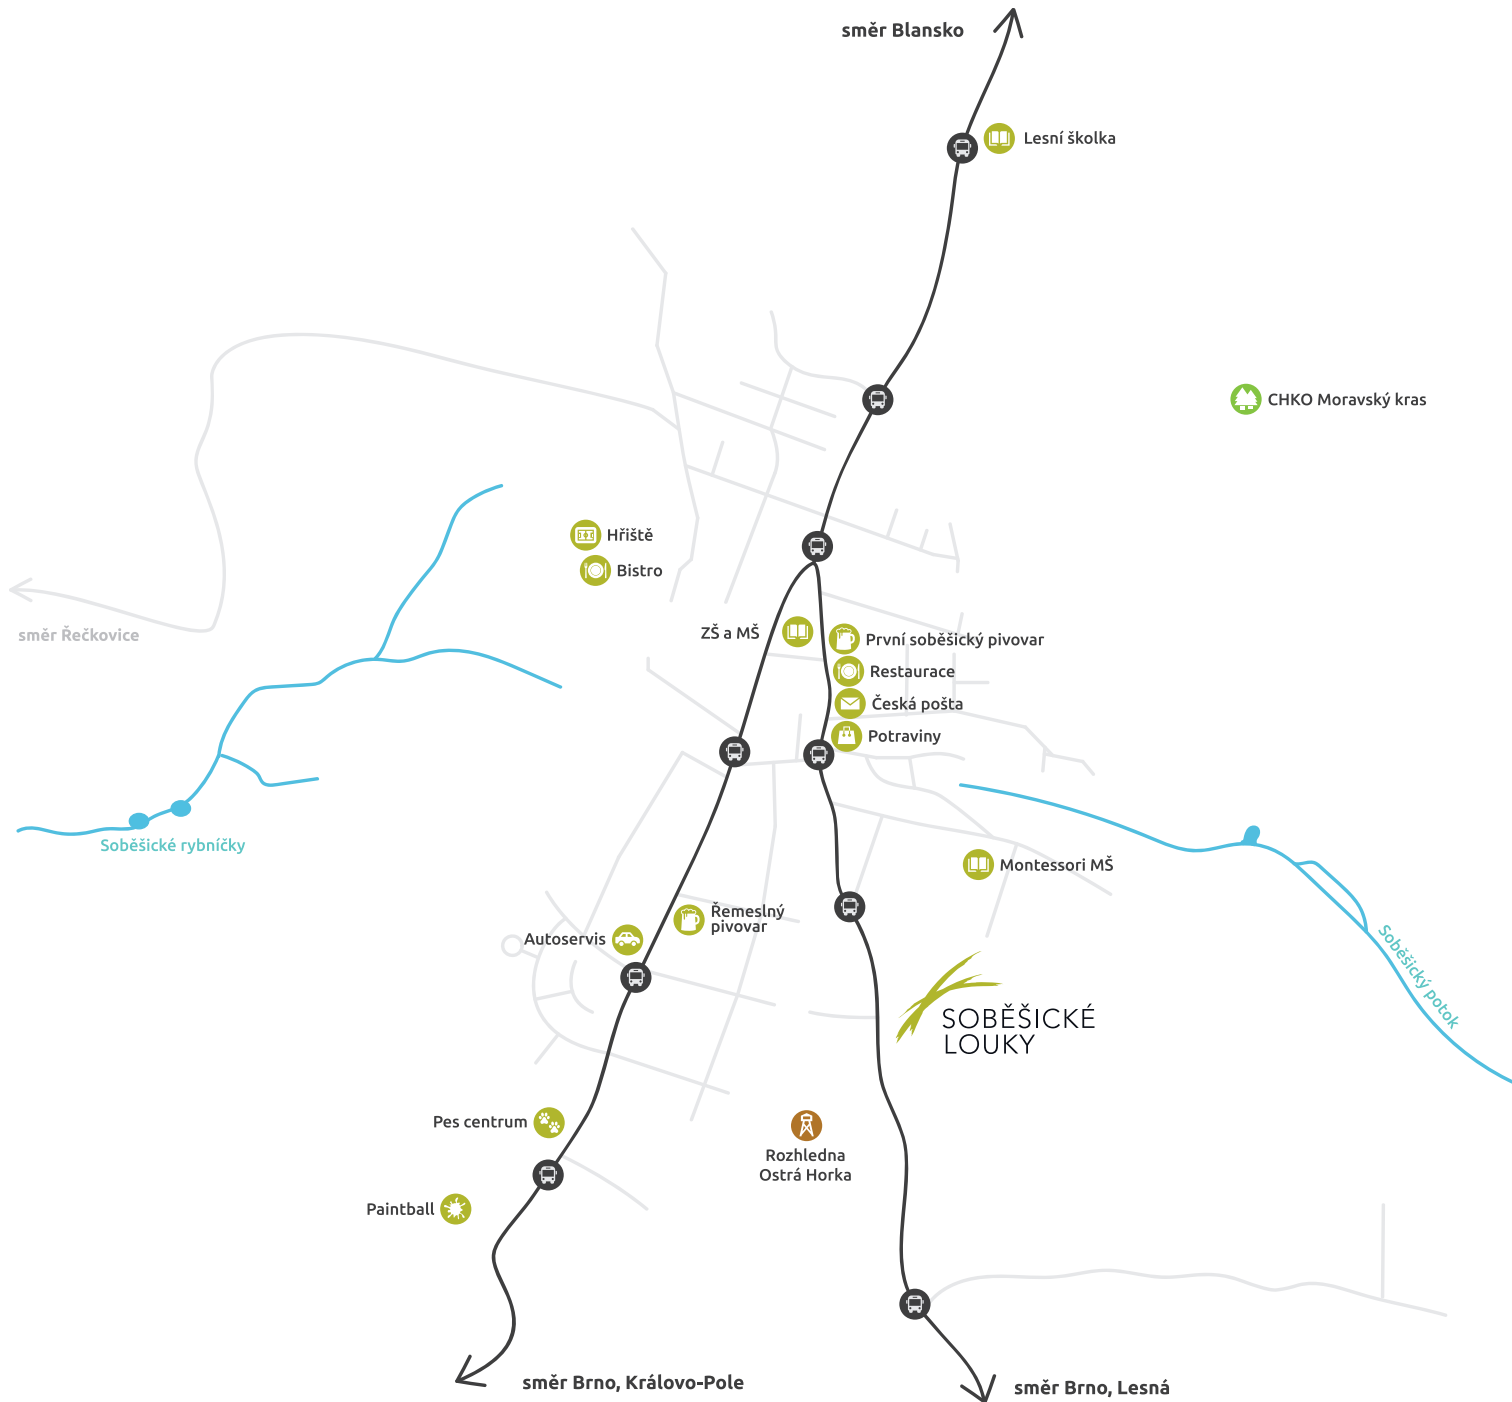 směr Blansko
Lesní školka
CHKO Moravský kras
Hřiště
Bistro
směr Řečkovice
ZŠ a MŠ
První soběšický pivovar
Restaurace
Česká pošta
Potraviny
Soběšické rybníčky
Montessori MŠ
Řemeslný
pivovar
Autoservis
Soběšický potok
SOBĚŠICKÉ
LOUKY
Pes centrum
Rozhledna
Ostrá Horka
Paintball
směr Brno, Královo-Pole
směr Brno, Lesná